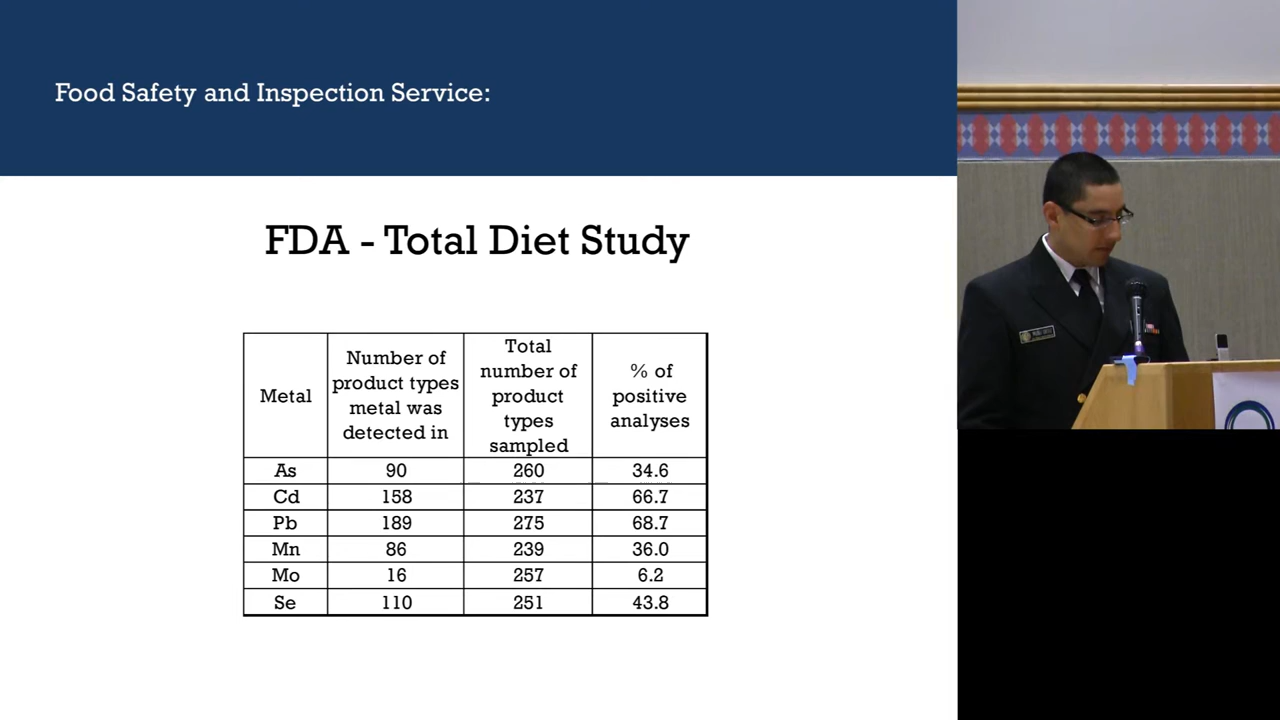 Food Safety and Inspection Service:
FDA - Total Diet Study
Metal
Number of
product types
metal was
detected in
Total
number of
product
types
sampled
% of
positive
analyses
As 90 260 34.6
Cd 158 237 66.7
Pb 189 275 68.7
Mn 86 239 36.0
Mo 16 257 6.2
Se 110 251 43.8